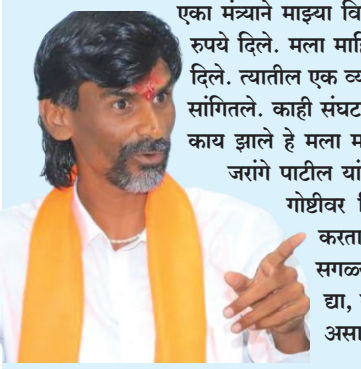 एका मंत्र्याने माझ्या वि
रुपये दिले. मला माहि
दिले. त्यातील एक व्य
सांगितले. काही संघट
काय झाले हे मला म
जरांगे पाटील यां
गोष्टीवर
करता
सगळ्
द्या,
असा